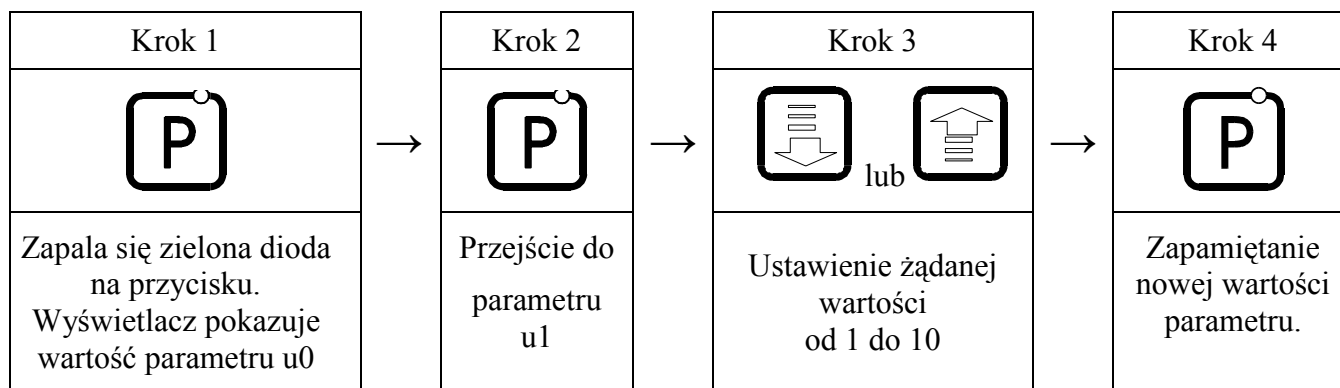 Krok 1
P
Zapala się zielona dioda
na przycisku.
Wyświetlacz pokazuje
wartość parametru u0
→
Krok 2
P
Przejście do
parametru
u1
→
Krok 3
lub
Ustawienie żądanej
wartości
od 1 do 10
→
Krok 4
P
Zapamiętanie
nowej wartości
parametru.